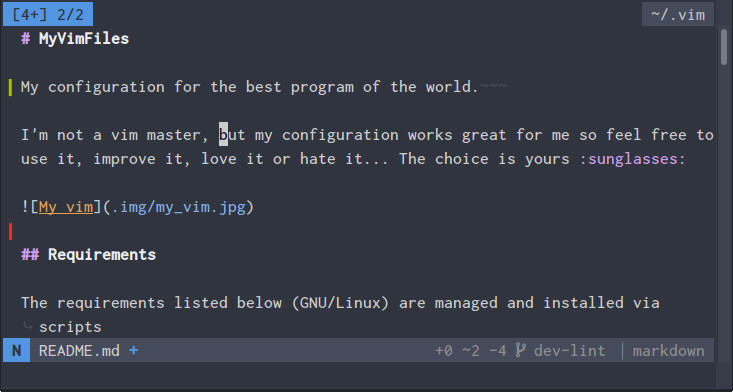 [4+] 2/2 ~/.vim
# MyVimFiles
My configuration for the best program of the world.~~~
I'm not a vim master, but my configuration works great for me so feel free to
use it, improve it, love it or hate it... The choice is yours :sunglasses:
![My vim](.img/my_vim.jpg)
## Requirements
The requirements listed below (GNU/Linux) are managed and installed via
scripts
N README.md + +0 ~2 -4 dev-lint | markdown